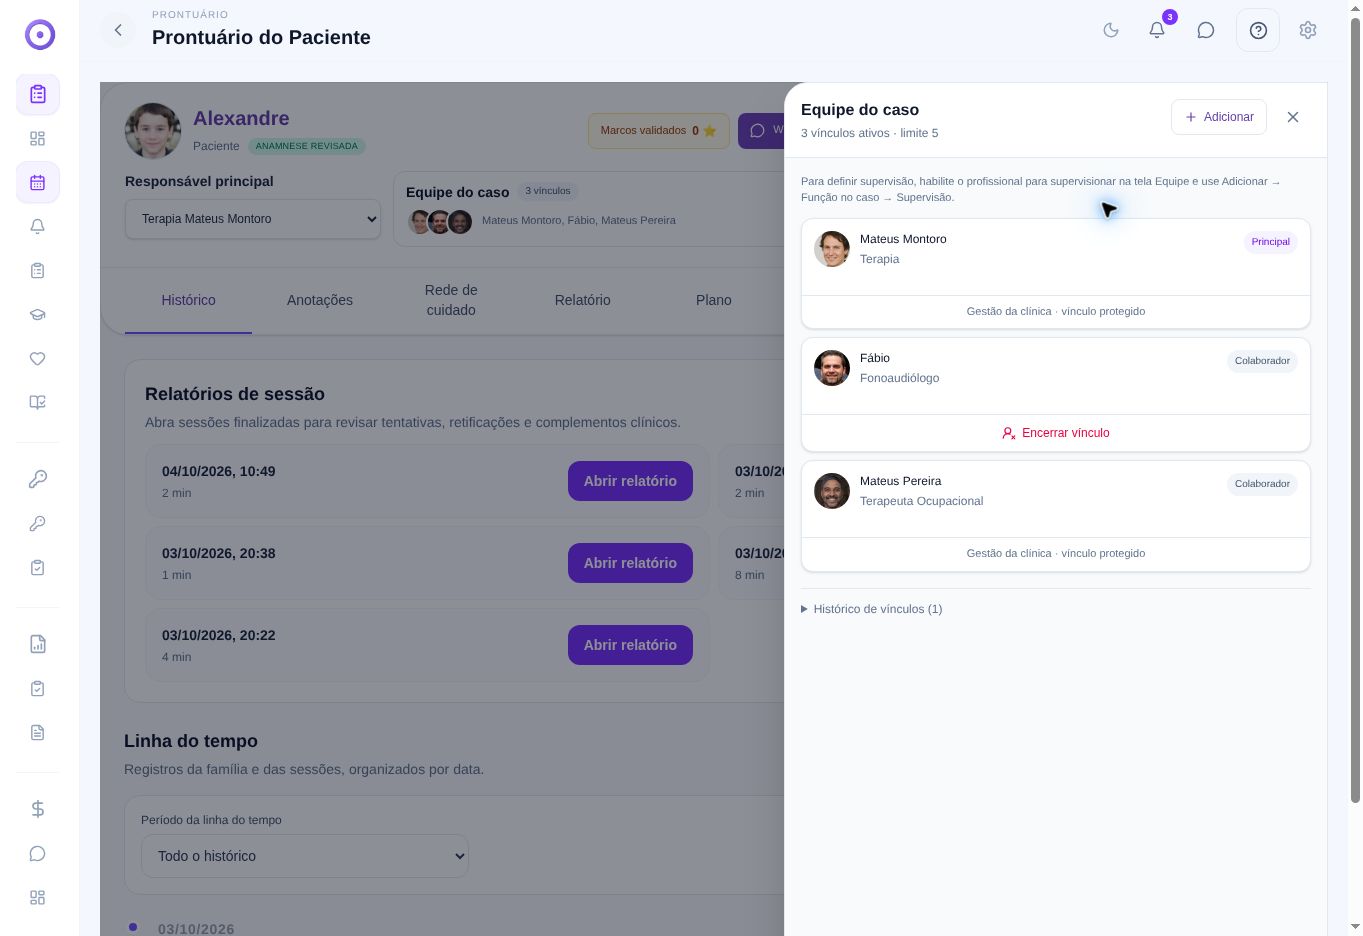 PRONTUÁRIO
Prontuário do Paciente
3
Alexandre
Paciente
ANAMNESE REVISADA
Marcos validados 0
W
Responsável principal
Terapia Mateus Montoro
Equipe do caso
3 vínculos
Mateus Montoro, Fábio, Mateus Pereira
Histórico
Anotações
Rede de
cuidado
Relatório
Plano
Relatórios de sessão
Abra sessões finalizadas para revisar tentativas, retificações e complementos clínicos.
04/10/2026, 10:49
2 min
Abrir relatório
03/10/20
2 min
03/10/2026, 20:38
1 min
Abrir relatório
03/10/20
8 min
03/10/2026, 20:22
4 min
Abrir relatório
Linha do tempo
Registros da família e das sessões, organizados por data.
Período da linha do tempo
Todo o histórico
03/10/2026
Equipe do caso
3 vínculos ativos · limite 5
Adicionar
Para definir supervisão, habilite o profissional para supervisionar na tela Equipe e use Adicionar →
Função no caso → Supervisão.
Mateus Montoro
Terapia
Principal
Gestão da clínica · vínculo protegido
Fábio
Fonoaudiólogo
Colaborador
Encerrar vínculo
Mateus Pereira
Terapeuta Ocupacional
Colaborador
Gestão da clínica · vínculo protegido
Histórico de vínculos (1)